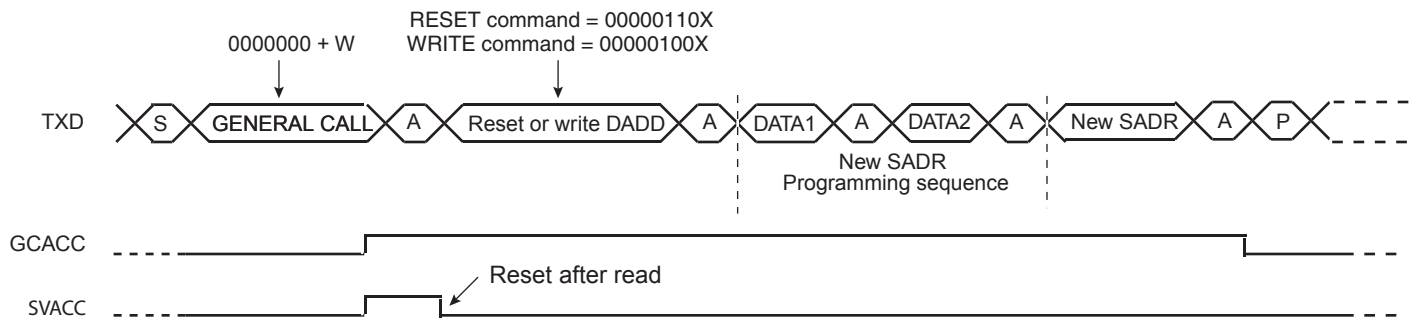 RESET command = 00000110X
0000000 + W
WRITE command = 00000100X
TXD
S
GENERAL CALL
A
Reset or write DADD
A
DATA1
A
DATA2
A
New SADR
A
P
New SADR
Programming sequence
GCACC
Reset after read
SVACC